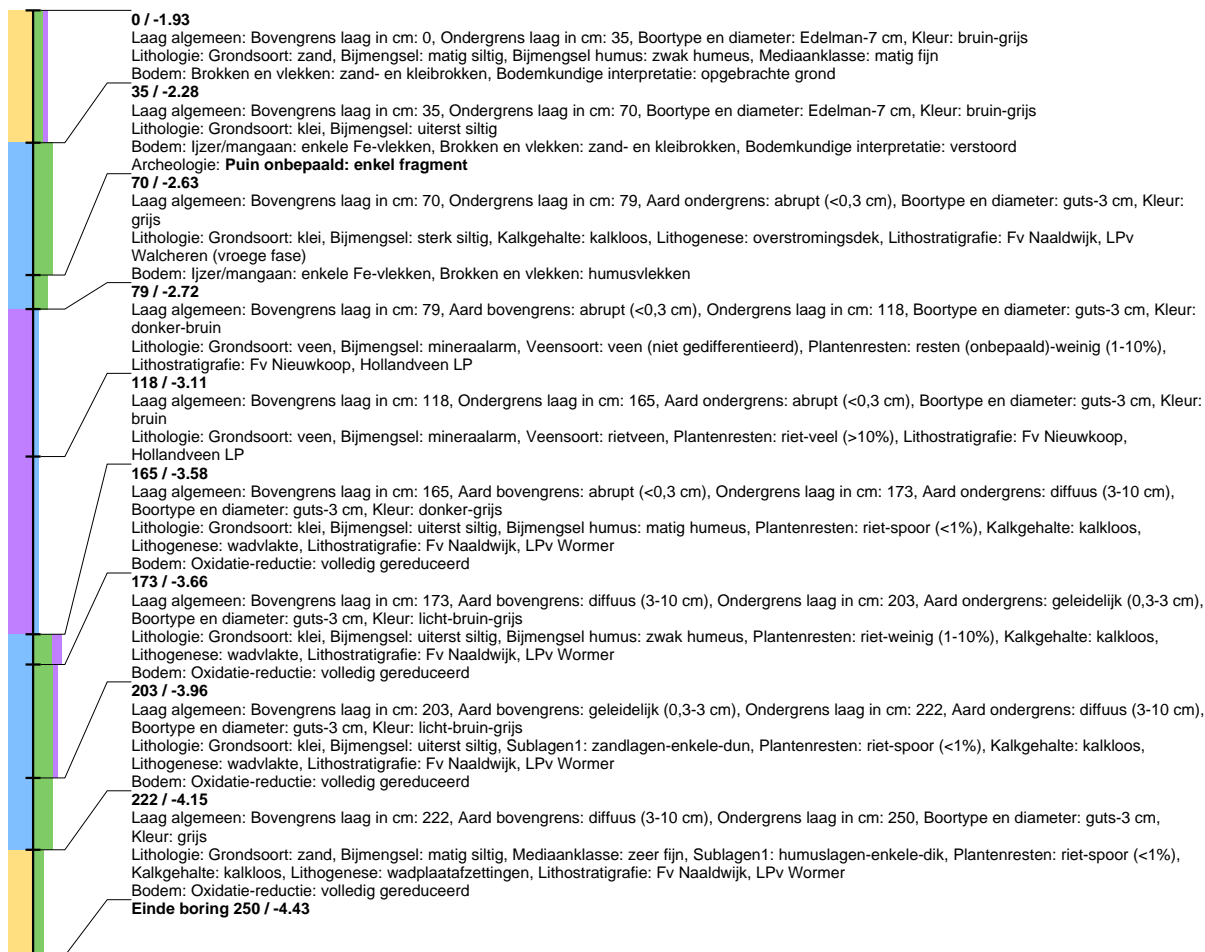 0 / -1.93
Laag algemeen: Bovengrens laag in cm: 0, Ondergrens laag in cm: 35, Boortype en diameter: Edelman-7 cm, Kleur: bruin-grijs
Lithologie: Grondsoort: zand, Bijmengsel: matig siltig, Bijmengsel humus: zwak humeus, Mediaanklasse: matig fijn
Bodem: Brokken en vlekken: zand- en kleibrokken, Bodemkundige interpretatie: opgebrachte grond
35 / -2.28
Laag algemeen: Bovengrens laag in cm: 35, Ondergrens laag in cm: 70, Boortype en diameter: Edelman-7 cm, Kleur: bruin-grijs
Lithologie: Grondsoort: klei, Bijmengsel: uiterst siltig
Bodem: Ijzer/mangaan: enkele Fe-vlekken, Brokken en vlekken: zand- en kleibrokken, Bodemkundige interpretatie: verstoord
Archeologie: Puin onbepaald: enkel fragment
70 / -2.63
Laag algemeen: Bovengrens laag in cm: 70, Ondergrens laag in cm: 79, Aard ondergrens: abrupt (<0,3 cm), Boortype en diameter: guts-3 cm, Kleur:
grijs
Lithologie: Grondsoort: klei, Bijmengsel: sterk siltig, Kalkgehalte: kalkloos, Lithogenese: overstromingsdek, Lithostratigrafie: Fv Naaldwijk, LPv
Walcheren (vroege fase)
Bodem: Ijzer/mangaan: enkele Fe-vlekken, Brokken en vlekken: humusvlekken
79 / -2.72
Laag algemeen: Bovengrens laag in cm: 79, Aard bovengrens: abrupt (<0,3 cm), Ondergrens laag in cm: 118, Boortype en diameter: guts-3 cm, Kleur:
donker-bruin
Lithologie: Grondsoort: veen, Bijmengsel: mineraalarm, Veensoort: veen (niet gedifferentieerd), Plantenresten: resten (onbepaald)-weinig (1-10%),
Lithostratigrafie: Fv Nieuwkoop, Hollandveen LP
118 / -3.11
Laag algemeen: Bovengrens laag in cm: 118, Ondergrens laag in cm: 165, Aard ondergrens: abrupt (<0,3 cm), Boortype en diameter: guts-3 cm, Kleur:
bruin
Lithologie: Grondsoort: veen, Bijmengsel: mineraalarm, Veensoort: rietveen, Plantenresten: riet-veel (>10%), Lithostratigrafie: Fv Nieuwkoop,
Hollandveen LP
165 / -3.58
Laag algemeen: Bovengrens laag in cm: 165, Aard bovengrens: abrupt (<0,3 cm), Ondergrens laag in cm: 173, Aard ondergrens: diffuus (3-10 cm),
Boortype en diameter: guts-3 cm, Kleur: donker-grijs
Lithologie: Grondsoort: klei, Bijmengsel: uiterst siltig, Bijmengsel humus: matig humeus, Plantenresten: riet-spoor (<1%), Kalkgehalte: kalkloos,
Lithogenese: wadvlakte, Lithostratigrafie: Fv Naaldwijk, LPv Wormer
Bodem: Oxidatie-reductie: volledig gereduceerd
173 / -3.66
Laag algemeen: Bovengrens laag in cm: 173, Aard bovengrens: diffuus (3-10 cm), Ondergrens laag in cm: 203, Aard ondergrens: geleidelijk (0,3-3 cm),
Boortype en diameter: guts-3 cm, Kleur: licht-bruin-grijs
Lithologie: Grondsoort: klei, Bijmengsel: uiterst siltig, Bijmengsel humus: zwak humeus, Plantenresten: riet-weinig (1-10%), Kalkgehalte: kalkloos,
Lithogenese: wadvlakte, Lithostratigrafie: Fv Naaldwijk, LPv Wormer
Bodem: Oxidatie-reductie: volledig gereduceerd
203 / -3.96
Laag algemeen: Bovengrens laag in cm: 203, Aard bovengrens: geleidelijk (0,3-3 cm), Ondergrens laag in cm: 222, Aard ondergrens: diffuus (3-10 cm),
Boortype en diameter: guts-3 cm, Kleur: licht-bruin-grijs
Lithologie: Grondsoort: klei, Bijmengsel: uiterst siltig, Sublagen1: zandlagen-enkele-dun, Plantenresten: riet-spoor (<1%), Kalkgehalte: kalkloos,
Lithogenese: wadvlakte, Lithostratigrafie: Fv Naaldwijk, LPv Wormer
Bodem: Oxidatie-reductie: volledig gereduceerd
222 / -4.15
Laag algemeen: Bovengrens laag in cm: 222, Aard bovengrens: diffuus (3-10 cm), Ondergrens laag in cm: 250, Boortype en diameter: guts-3 cm,
Kleur: grijs
Lithologie: Grondsoort: zand, Bijmengsel: matig siltig, Mediaanklasse: zeer fijn, Sublagen1: humuslagen-enkele-dik, Plantenresten: riet-spoor (<1%),
Kalkgehalte: kalkloos, Lithogenese: wadplaatafzettingen, Lithostratigrafie: Fv Naaldwijk, LPv Wormer
Bodem: Oxidatie-reductie: volledig gereduceerd
Einde boring 250 / -4.43